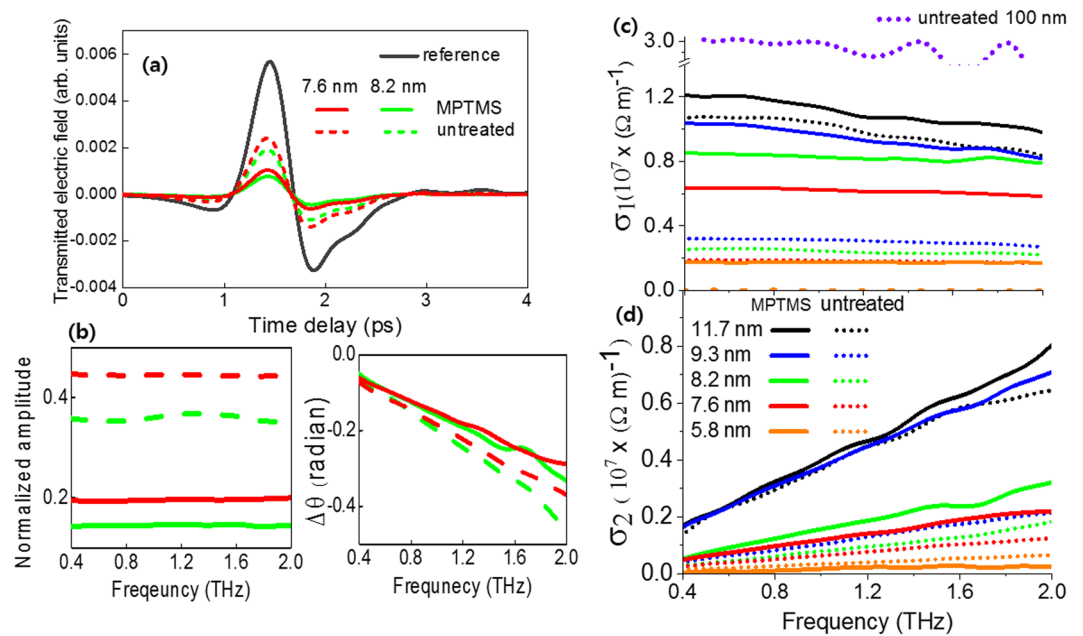 (a)
0.006
0.004
0.002
0.000
-0.002
-0.004
Transmitted electric field (arb. units)
reference
7.6 nm 8.2 nm
MPTMS
untreated
0 1 2 3 4
Time delay (ps)
(b)
0.4
0.2
Normalized amplitude
0.4 0.8 1.2 1.6 2.0
Freqeuncy (THz)
0.0
-0.2
-0.4
Δθ (radian)
0.4 0.8 1.2 1.6 2.0
Frequnecy (THz)
(c)
untreated 100 nm
3.0
1.2
0.8
0.4
0.0
σ1(10^7 x (Ω m)^-1
(d)
MPTMS untreated
11.7 nm
9.3 nm
8.2 nm
7.6 nm
5.8 nm
0.8
0.6
0.4
0.2
0.0
σ2 ( 10^7 x (Ω m)^-1
0.4 0.8 1.2 1.6 2.0
Frequency (THz)